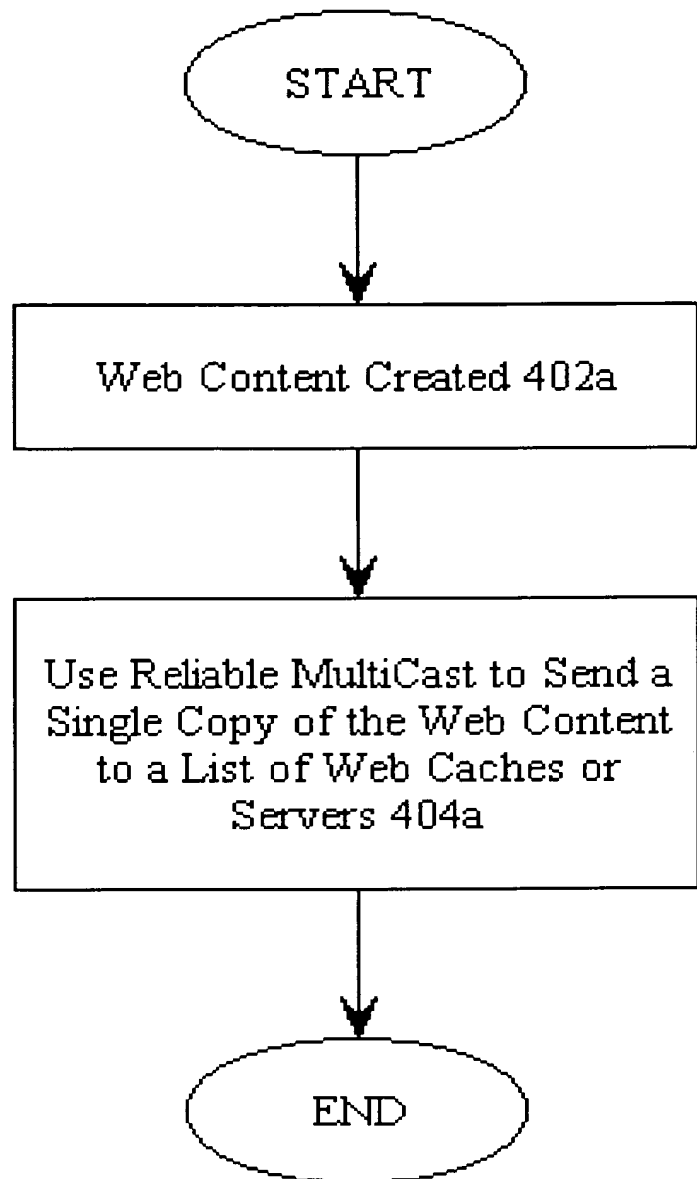 START
Web Content Created 402a
Use Reliable MultiCast to Send a
Single Copy of the Web Content
to a List of Web Caches or
Servers 404a
END